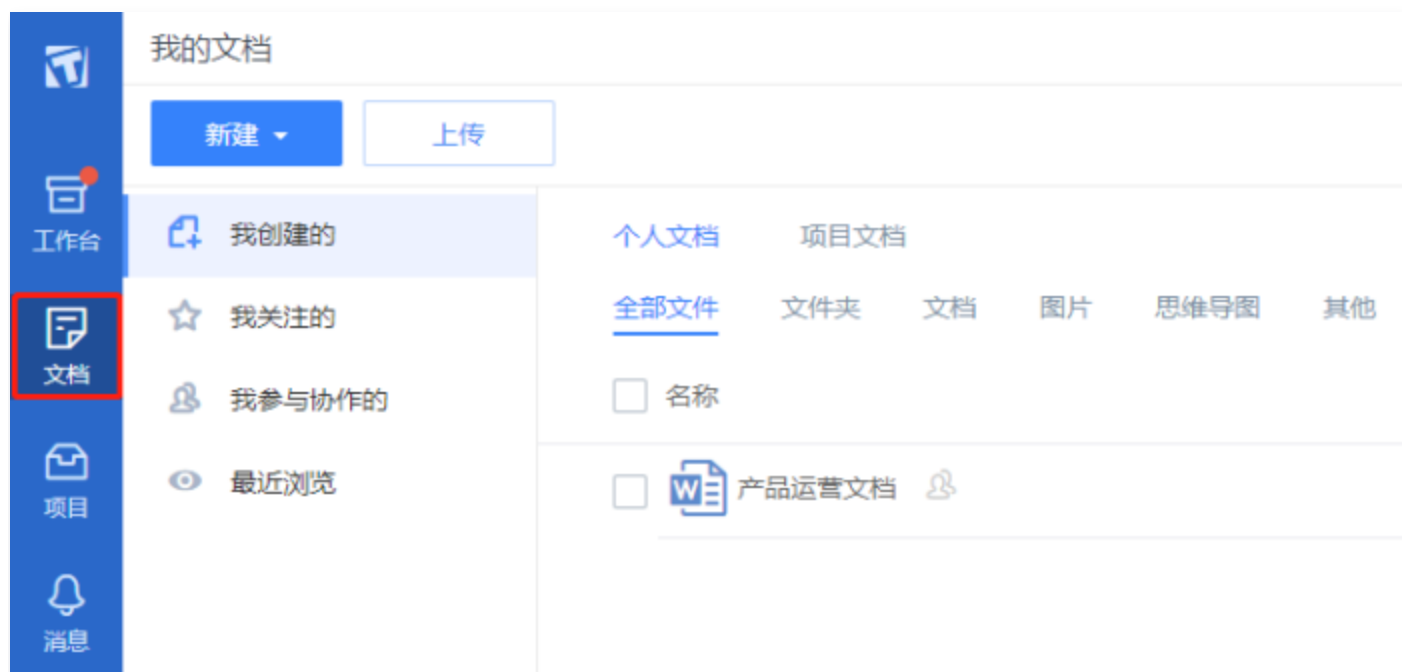 我的文档
新建
上传
工作台
文档
项目
消息
我创建的
我关注的
我参与协作的
最近浏览
个人文档 项目文档
全部文件 文件夹 文档 图片 思维导图 其他
名称
产品运营文档